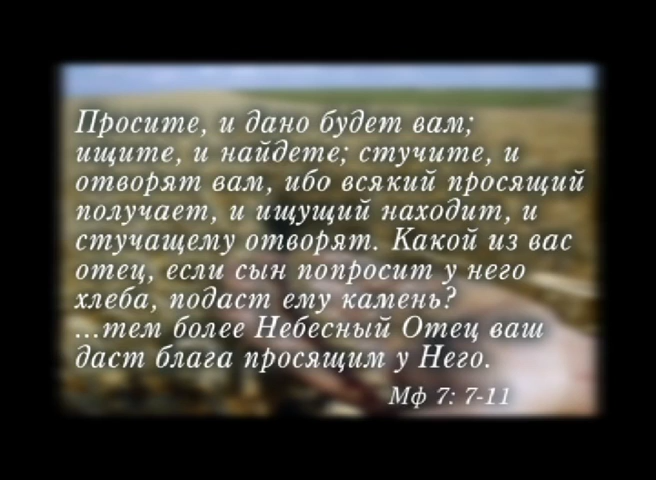 Просите, и дано будет вам;
ищите, и найдете; стучите, и
отворят вам, ибо всякий просящий
получает, и ищущий находит, и
стучащему отворят. Какой из вас
отец, если сын попросит у него
хлеба, подаст ему камень?
...тем более Небесный Отец ваш
даст блага просящим у Него.
Мф 7: 7-11